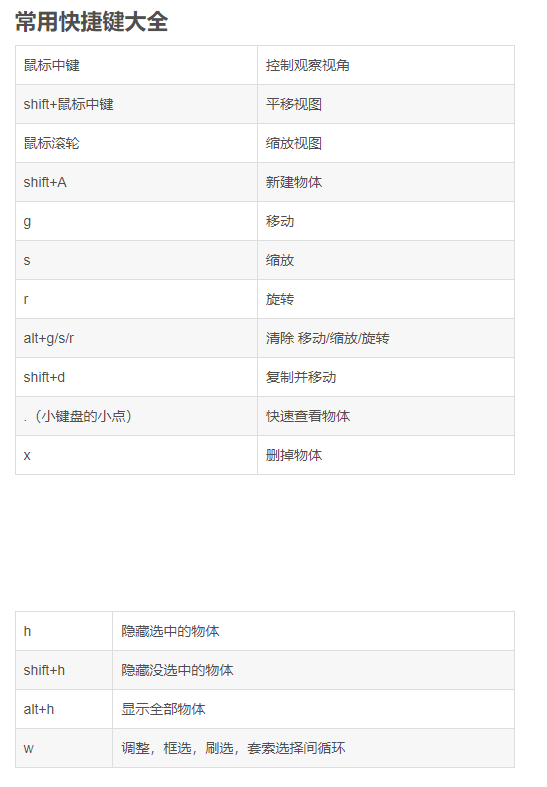 常用快捷键大全
鼠标中键 控制观察视角
shift+鼠标中键 平移视图
鼠标滚轮 缩放视图
shift+A 新建物体
g 移动
s 缩放
r 旋转
alt+g/s/r 清除 移动/缩放/旋转
shift+d 复制并移动
.（小键盘的小点） 快速查看物体
x 删掉物体
h 隐藏选中的物体
shift+h 隐藏没选中的物体
alt+h 显示全部物体
w 调整，框选，刷选，套索选择间循环